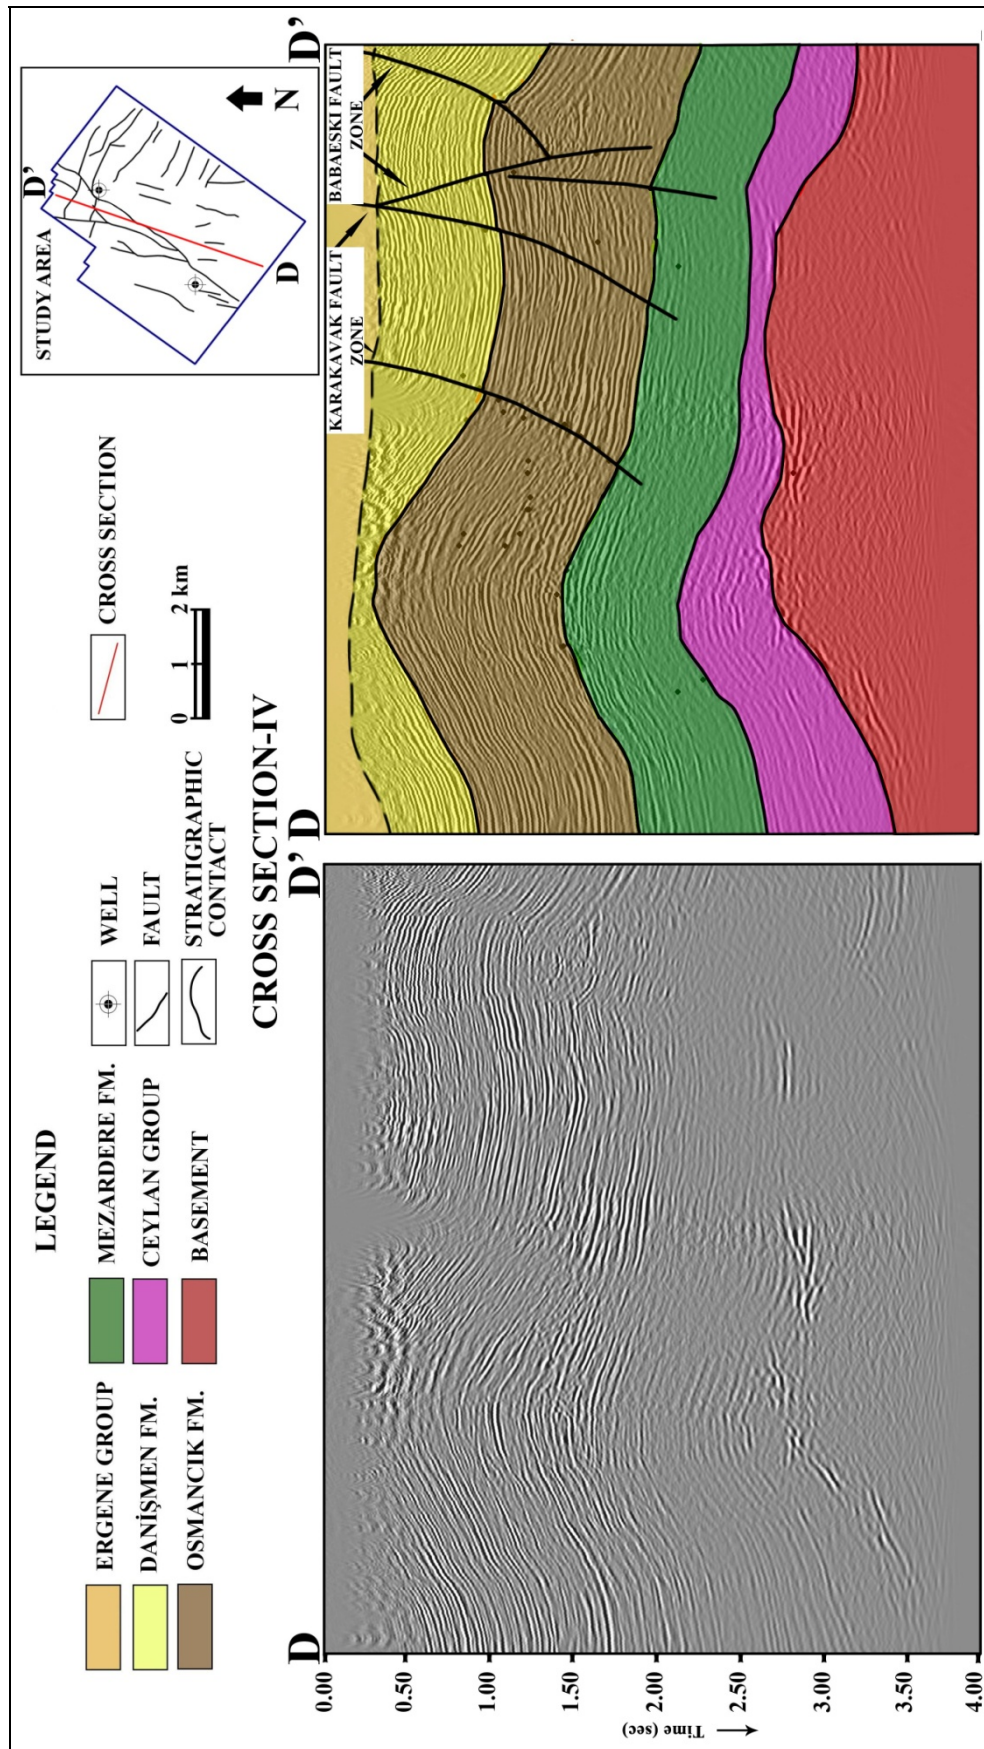 LEGEND
ERGENE GROUP
DANİŞMEN FM.
OSMANCIK FM.
MEZARDERE FM.
CEYLAN GROUP
BASEMENT
WELL
FAULT
STRATIGRAPHIC
CONTACT
CROSS SECTION
0 1 2 km
STUDY AREA
D
D'
N
CROSS SECTION-IV
D
D'
D
D'
KARAKAVAK FAULT
ZONE
BABAESKI FAULT
ZONE
0.00
0.50
1.00
1.50
2.00
2.50
3.00
3.50
4.00
Time (sec)